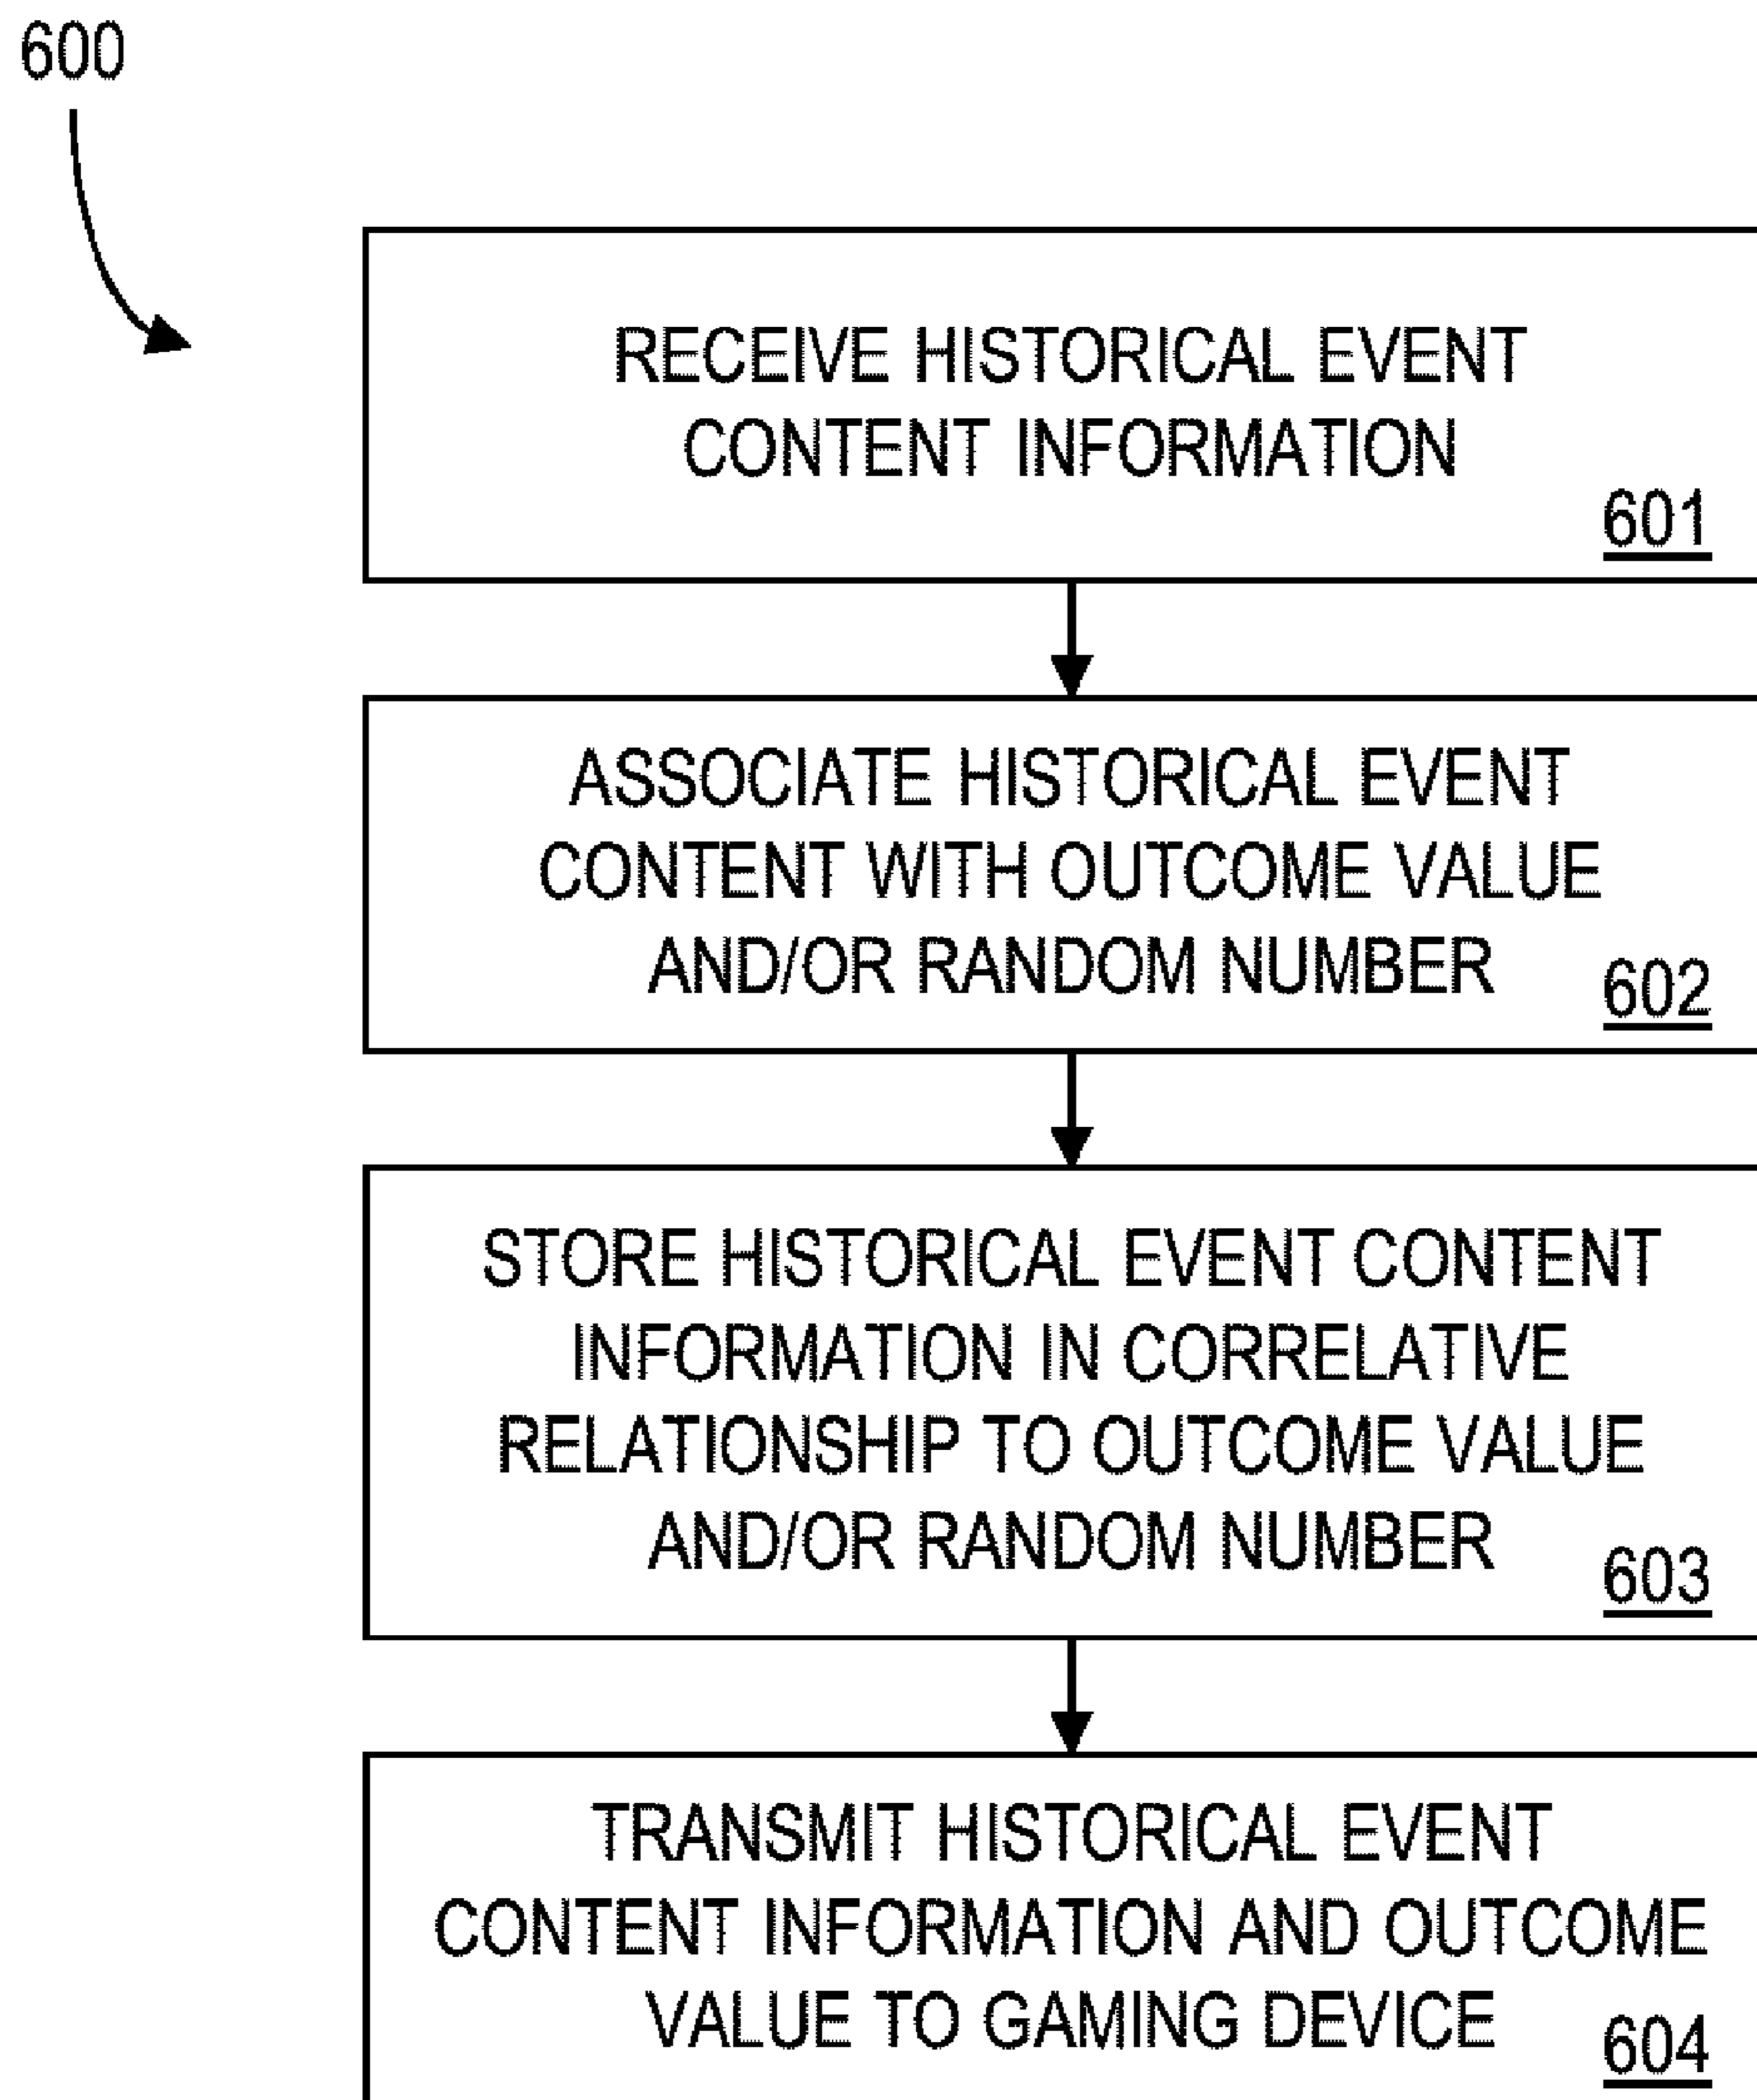 600
RECEIVE HISTORICAL EVENT
CONTENT INFORMATION
601
ASSOCIATE HISTORICAL EVENT
CONTENT WITH OUTCOME VALUE
AND/OR RANDOM NUMBER
602
STORE HISTORICAL EVENT CONTENT
INFORMATION IN CORRELATIVE
RELATIONSHIP TO OUTCOME VALUE
AND/OR RANDOM NUMBER
603
TRANSMIT HISTORICAL EVENT
CONTENT INFORMATION AND OUTCOME
VALUE TO GAMING DEVICE
604